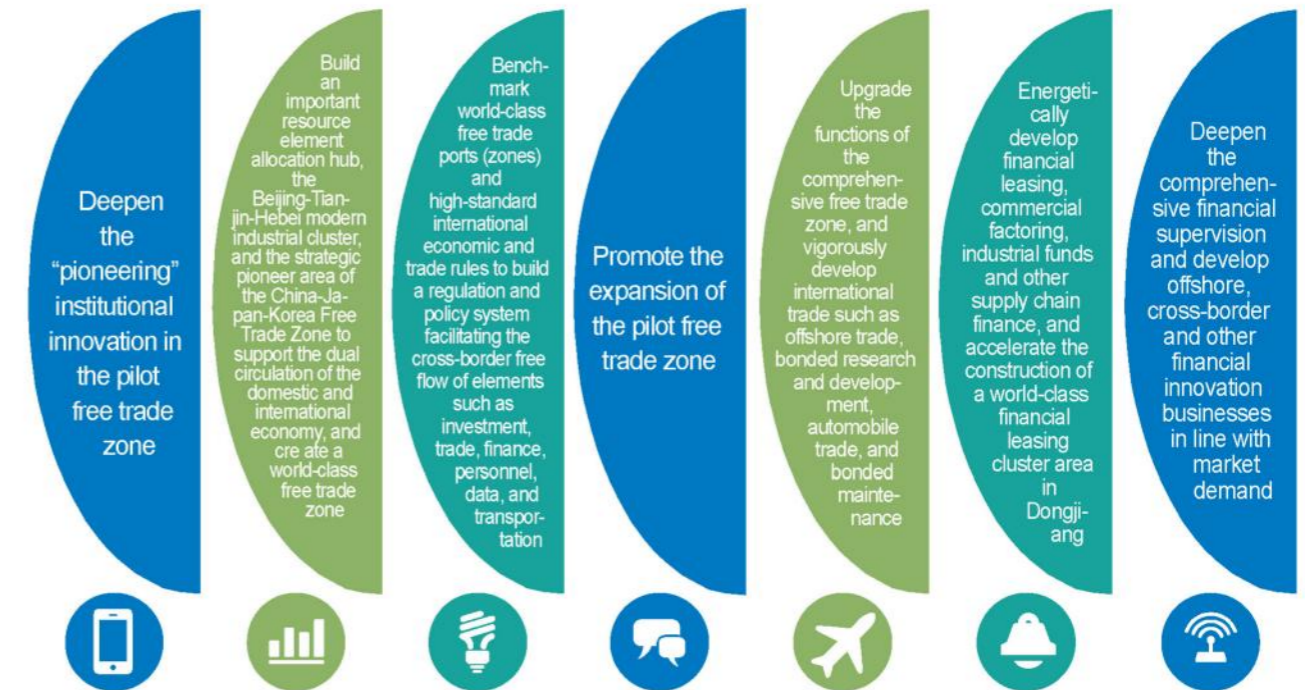 Deepen
the
“pioneering”
institutional
innovation in
the pilot
free trade
zone
Build
an
important
resource
element
allocation hub,
the
Beijing-Tian-
jin-Hebei modern
industrial cluster,
and the strategic
pioneer area of
the China-Ja-
pan-Korea Free
Trade Zone to
support the dual
circulation of the
domestic and
international
economy, and
cre ate a
world-class
free trade
zone
Bench-
mark
world-class
free trade
ports (zones)
and
high-standard
international
economic and
trade rules to build
a regulation and
policy system
facilitating the
cross-border free
flow of elements
such as
investment,
trade, finance,
personnel,
data, and
transpor-
tation
Promote the
expansion of
the pilot free
trade zone
Upgrade
the
functions of
the
comprehen-
sive free trade
zone, and
vigorously
develop
international
trade such as
offshore trade,
bonded research
and develop-
ment,
automobile
trade, and
bonded
mainte-
nance
Energeti-
cally
develop
financial
leasing,
commercial
factoring,
industrial funds
and other
supply chain
finance, and
accelerate the
construction of
a world-class
financial
leasing
cluster area
in
Dongji-
ang
Deepen
the
comprehen-
sive financial
supervision
and develop
offshore,
cross-border
and other
financial
innovation
businesses
in line with
market
demand